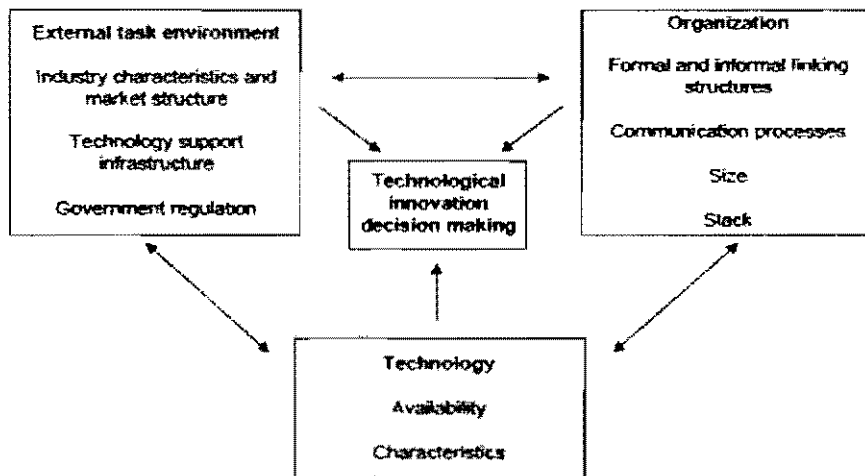 External task environment
Industry characteristics and
market structure
Technology support
infrastructure
Government regulation
Organization
Formal and informal linking
structures
Communication processes
Size
Slack
Technological
innovation
decision making
Technology
Availability
Characteristics